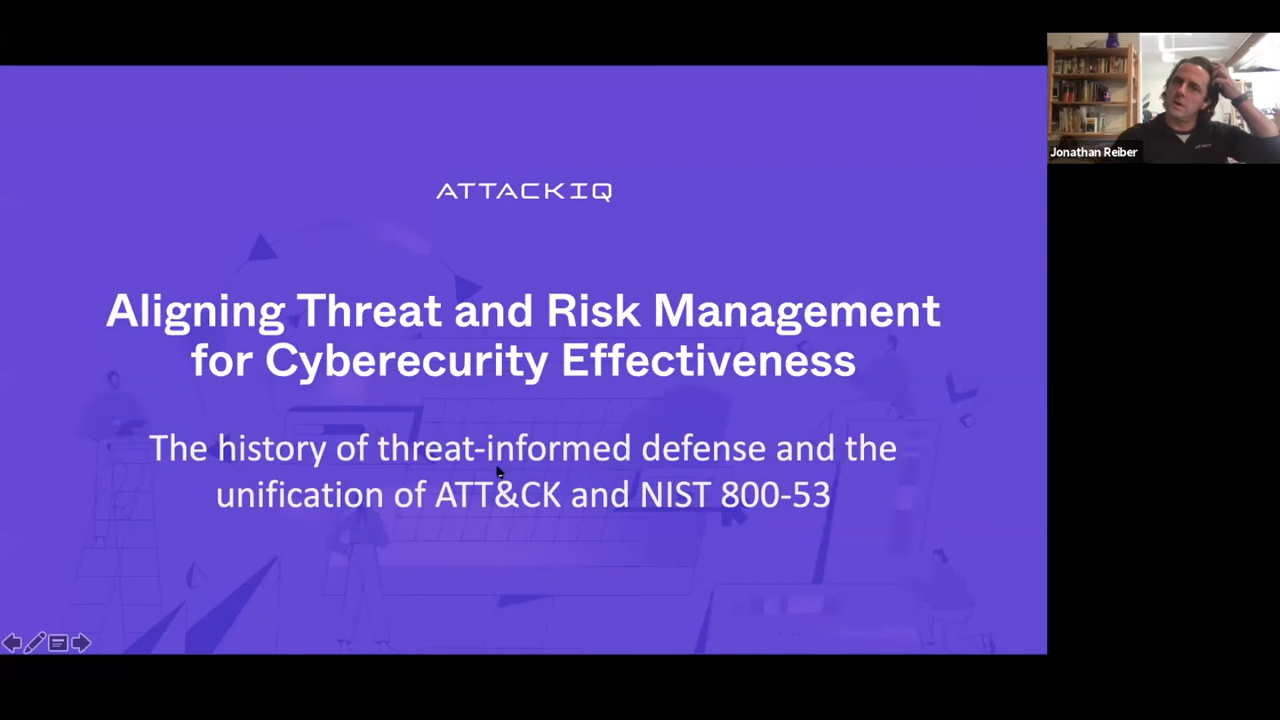 ATTACKIQ
Aligning Threat and Risk Management
for Cyberecurity Effectiveness
The history of threat-informed defense and the
unification of ATT&CK and NIST 800-53
Jonathan Reiber